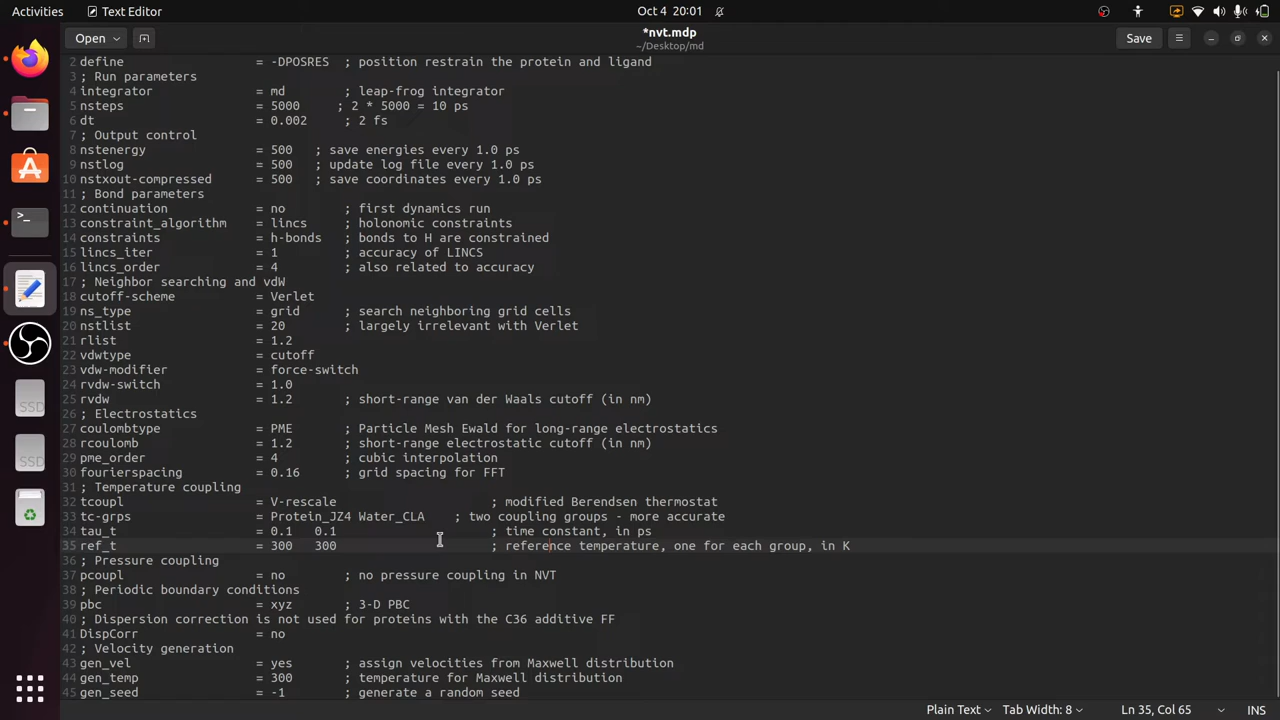 Activities Text Editor Oct 4 20:01
Open *nvt.mdp Save
~/Desktop/md
2 define = -DPOSRES ; position restrain the protein and ligand
3 ; Run parameters
4 integrator = md ; leap-frog integrator
5 nsteps = 5000 ; 2 * 5000 = 10 ps
6 dt = 0.002 ; 2 fs
7 ; Output control
8 nstenergy = 500 ; save energies every 1.0 ps
9 nstlog = 500 ; update log file every 1.0 ps
10 nstxout-compressed = 500 ; save coordinates every 1.0 ps
11 ; Bond parameters
12 continuation = no ; first dynamics run
13 constraint_algorithm = lincs ; holonomic constraints
14 constraints = h-bonds ; bonds to H are constrained
15 lincs_iter = 1 ; accuracy of LINCS
16 lincs_order = 4 ; also related to accuracy
17 ; Neighbor searching and vdW
18 cutoff-scheme = Verlet
19 ns_type = grid ; search neighboring grid cells
20 nstlist = 20 ; largely irrelevant with Verlet
21 rlist = 1.2
22 vdwtype = cutoff
23 vdw-modifier = force-switch
24 rvdw-switch = 1.0
25 rvdw = 1.2 ; short-range van der Waals cutoff (in nm)
26 ; Electrostatics
27 coulombtype = PME ; Particle Mesh Ewald for long-range electrostatics
28 rcoulomb = 1.2 ; short-range electrostatic cutoff (in nm)
29 pme_order = 4 ; cubic interpolation
30 fourierspacing = 0.16 ; grid spacing for FFT
31 ; Temperature coupling
32 tcoupl = V-rescale ; modified Berendsen thermostat
33 tc-grps = Protein_JZ4 Water_CLA ; two coupling groups - more accurate
34 tau_t = 0.1 0.1 ; time constant, in ps
35 ref_t = 300 300 ; reference temperature, one for each group, in K
36 ; Pressure coupling
37 pcoupl = no ; no pressure coupling in NVT
38 ; Periodic boundary conditions
39 pbc = xyz ; 3-D PBC
40 ; Dispersion correction is not used for proteins with the C36 additive FF
41 DispCorr = no
42 ; Velocity generation
43 gen_vel = yes ; assign velocities from Maxwell distribution
44 gen_temp = 300 ; temperature for Maxwell distribution
45 gen_seed = -1 ; generate a random seed
SSD
SSD
Plain Text Tab Width: 8 Ln 35, Col 65 INS